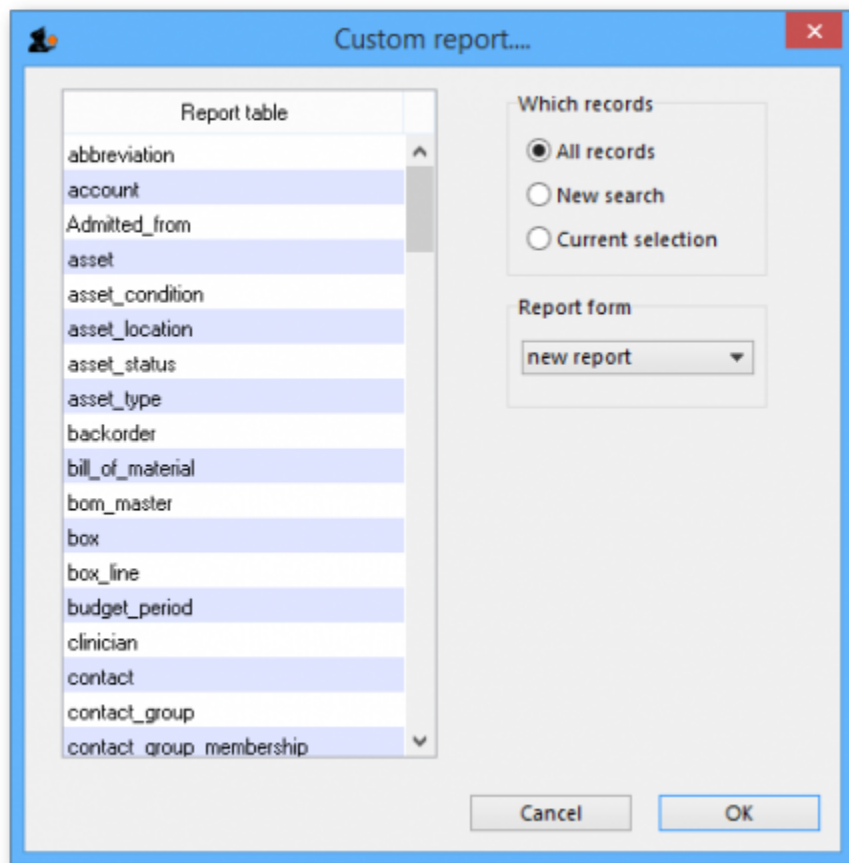 Custom report....
Report table
abbreviation
account
Admitted_from
asset
asset_condition
asset_location
asset_status
asset_type
backorder
bill_of_material
bom_master
box
box_line
budget_period
clinician
contact
contact_group
contact_group_membership
Which records
All records
New search
Current selection
Report form
new report
Cancel
OK